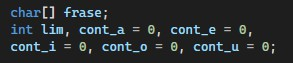 char[] frase;
int lim, cont_a = 0, cont_e = 0,
cont_i = 0, cont_o = 0, cont_u = 0;